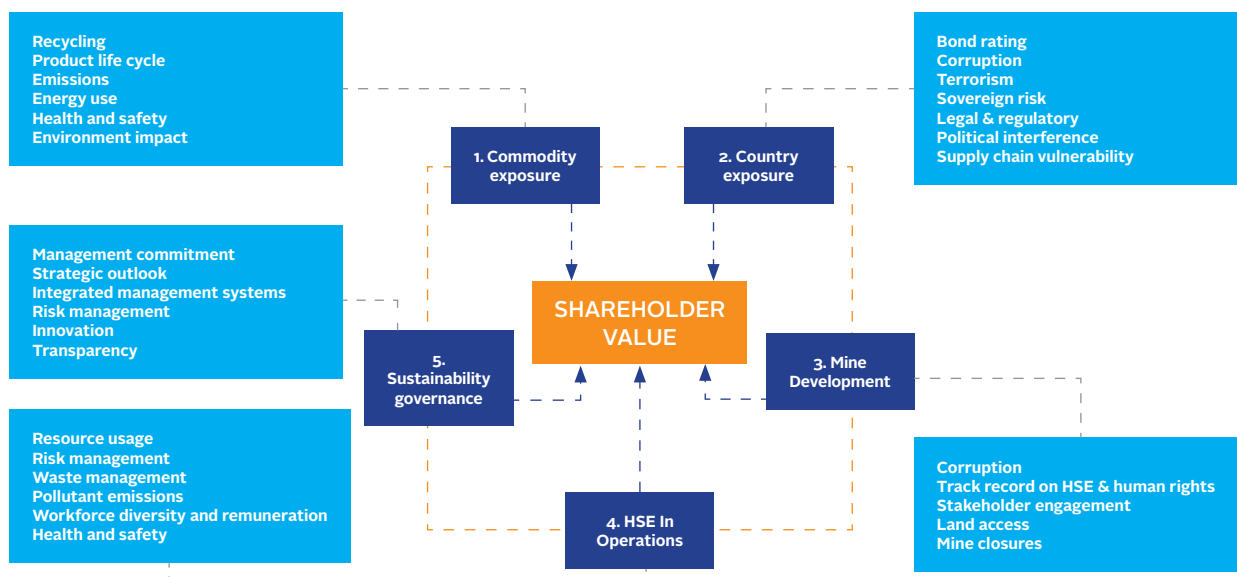 Recycling
Product life cycle
Emissions
Energy use
Health and safety
Environment impact
Bond rating
Corruption
Terrorism
Sovereign risk
Legal & regulatory
Political interference
Supply chain vulnerability
1. Commodity
exposure
2. Country
exposure
Management commitment
Strategic outlook
Integrated management systems
Risk management
Innovation
Transparency
SHAREHOLDER
VALUE
5.
Sustainability
governance
3. Mine
Development
Resource usage
Risk management
Waste management
Pollutant emissions
Workforce diversity and remuneration
Health and safety
4. HSE In
Operations
Corruption
Track record on HSE & human rights
Stakeholder engagement
Land access
Mine closures